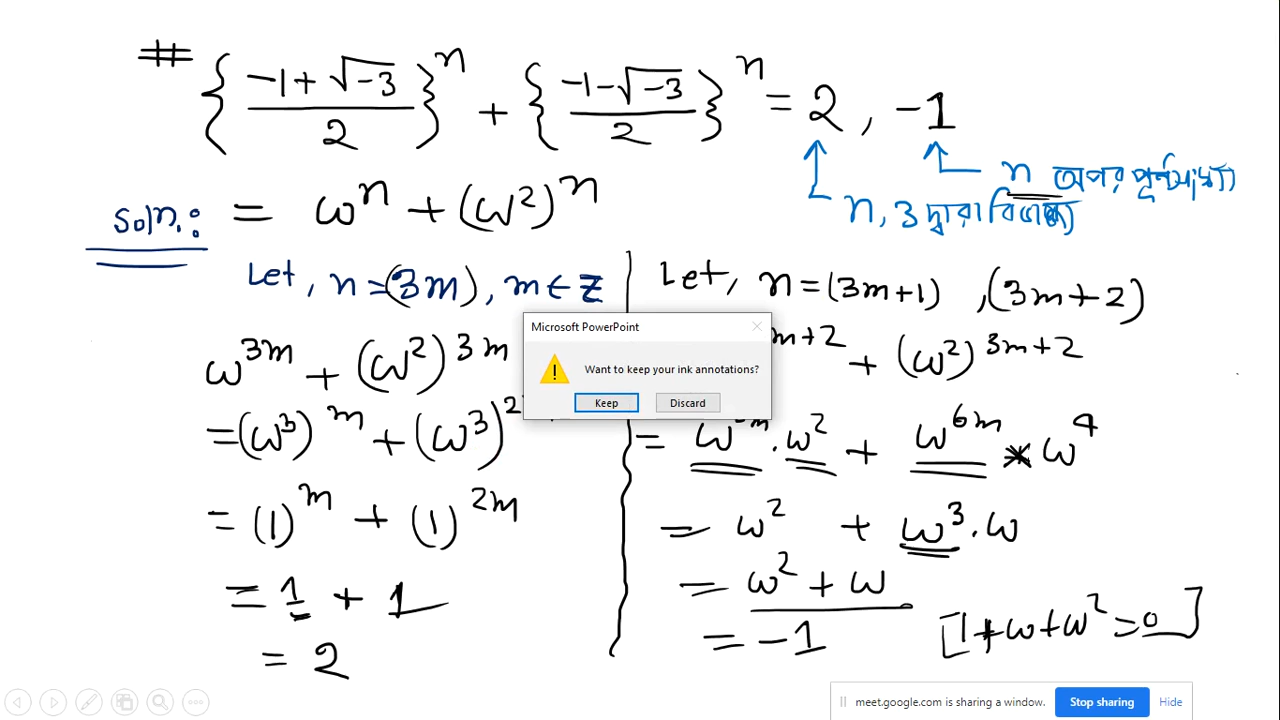 # {(-1+√-3)/2}ⁿ + {(-1-√-3)/2}ⁿ = 2, -1
n অপর পূর্ণসংখ্যা
n, 3 দ্বারা বিভাজ্য
Soln: = ωⁿ + (ω²)ⁿ
Let, n=(3m), m∈Z
ω^3m + (ω²)^3m
=(ω³)^m + (ω³)^2
= (1)^m + (1)^2m
= 1 + 1
= 2
Let, n=(3m+1) ,(3m+2)
m+2 + (ω²)^3m+2
= ω^m . ω² + ω^6m * ω⁴
= ω² + ω³.ω
= ω² + ω
= -1 [1+ω+ω²=0]
Microsoft PowerPoint
Want to keep your ink annotations?
Keep Discard
meet.google.com is sharing a window. Stop sharing Hide